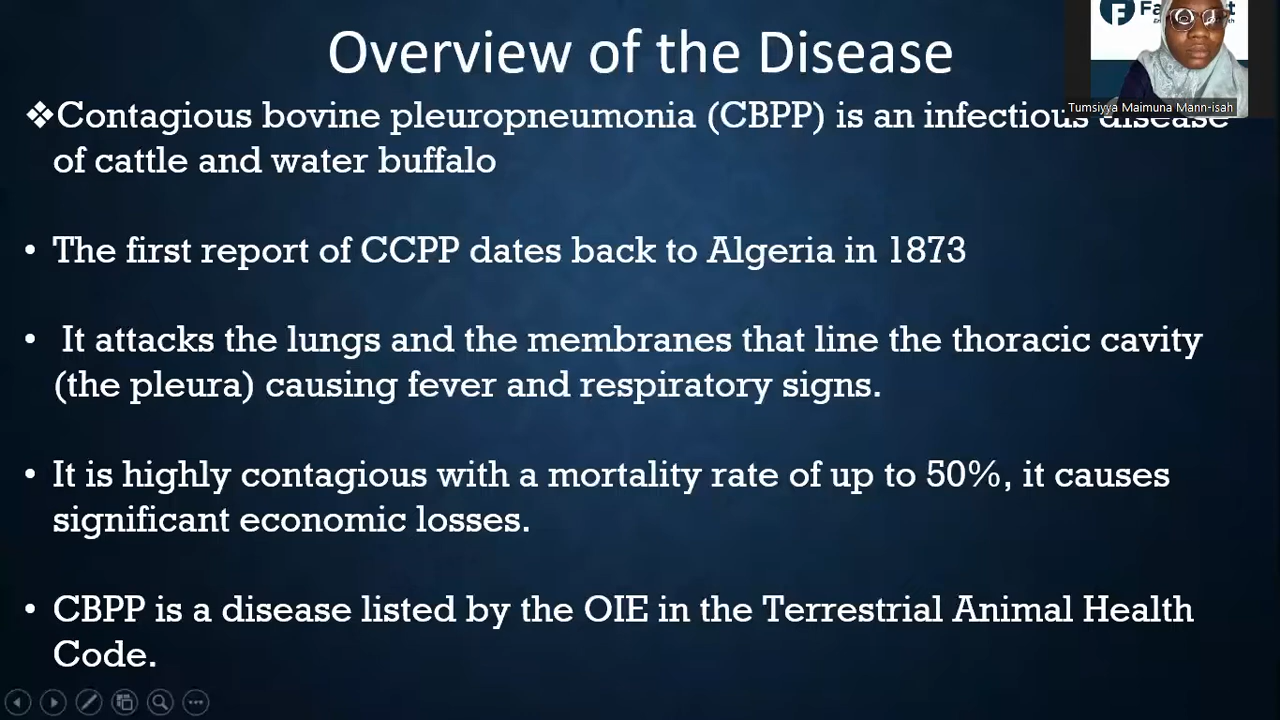 Overview of the Disease
❖Contagious bovine pleuropneumonia (CBPP) is an infectious disease
of cattle and water buffalo
• The first report of CCPP dates back to Algeria in 1873
• It attacks the lungs and the membranes that line the thoracic cavity
(the pleura) causing fever and respiratory signs.
• It is highly contagious with a mortality rate of up to 50%, it causes
significant economic losses.
• CBPP is a disease listed by the OIE in the Terrestrial Animal Health
Code.
Tumsiyya Maimuna Mann-isah